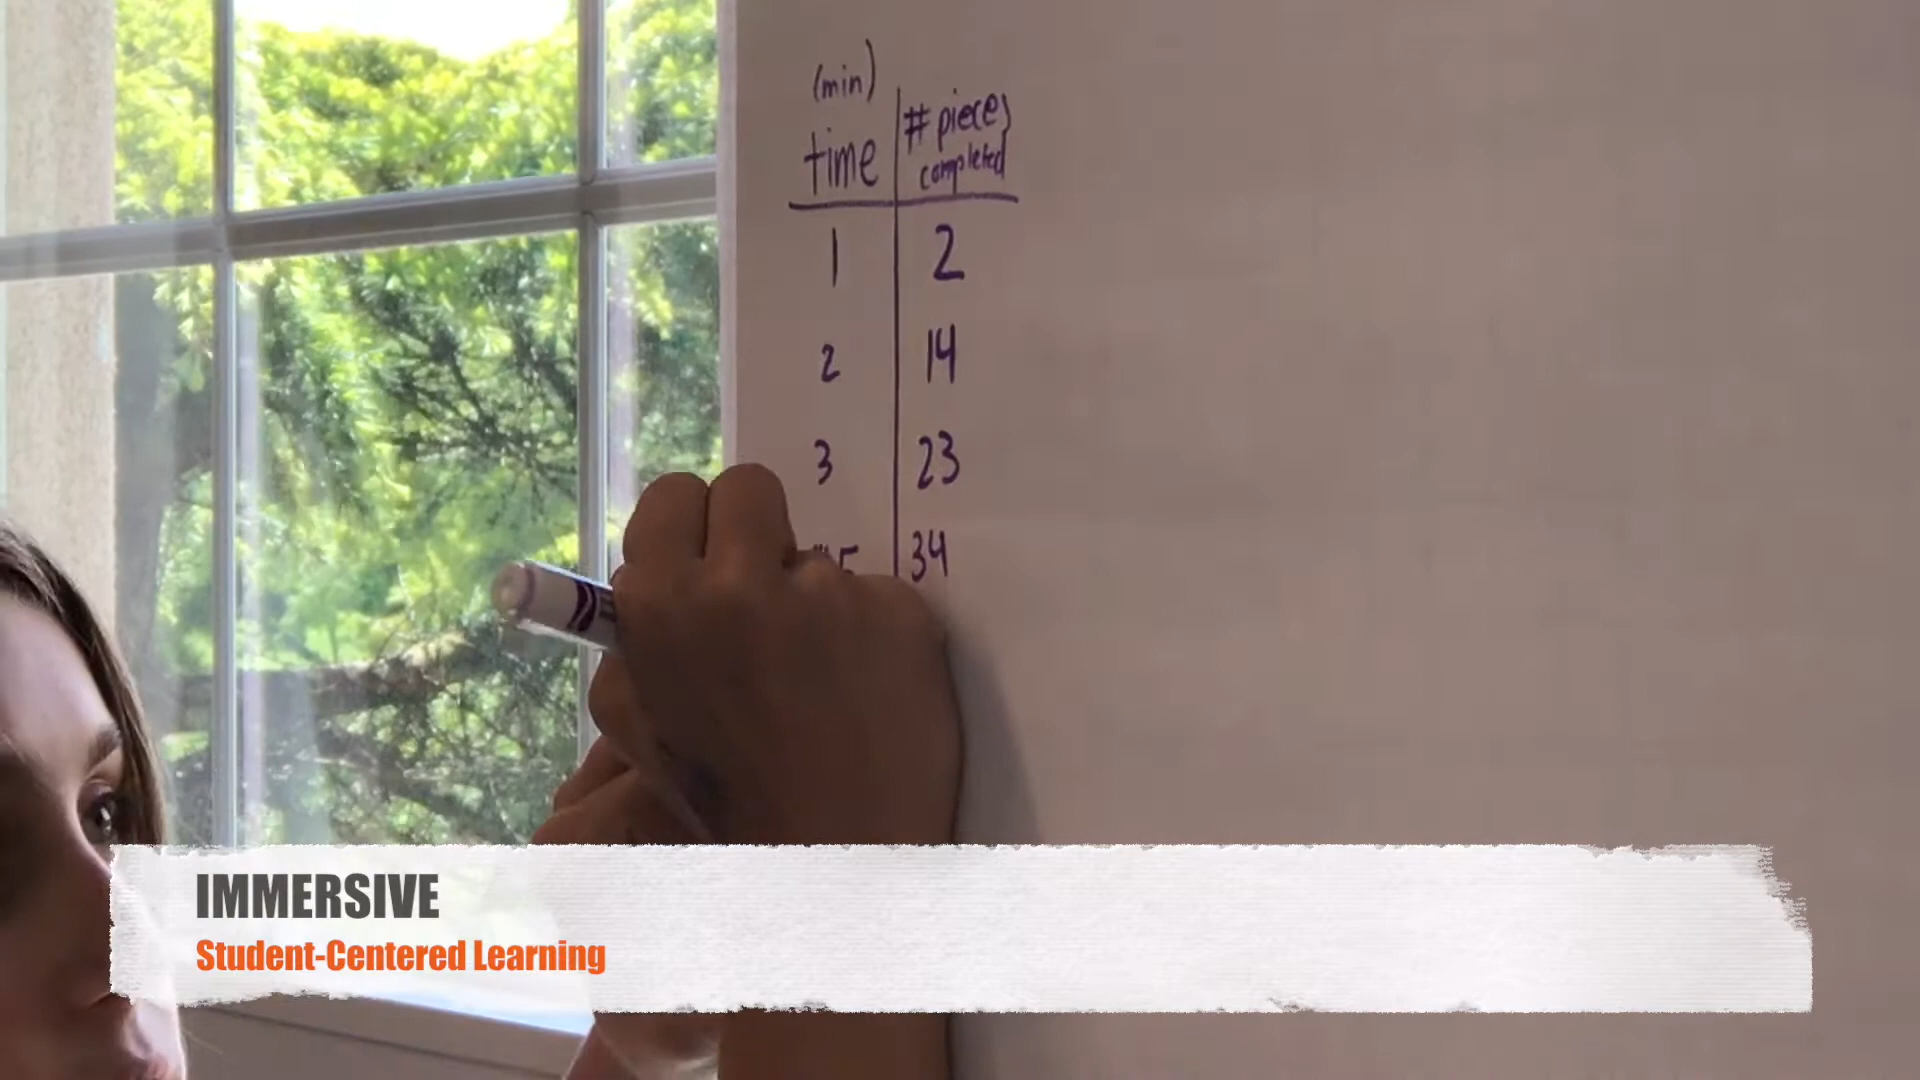 (min)
time
# pieces
completed
1 2
2 14
3 23
34
IMMERSIVE
Student-Centered Learning